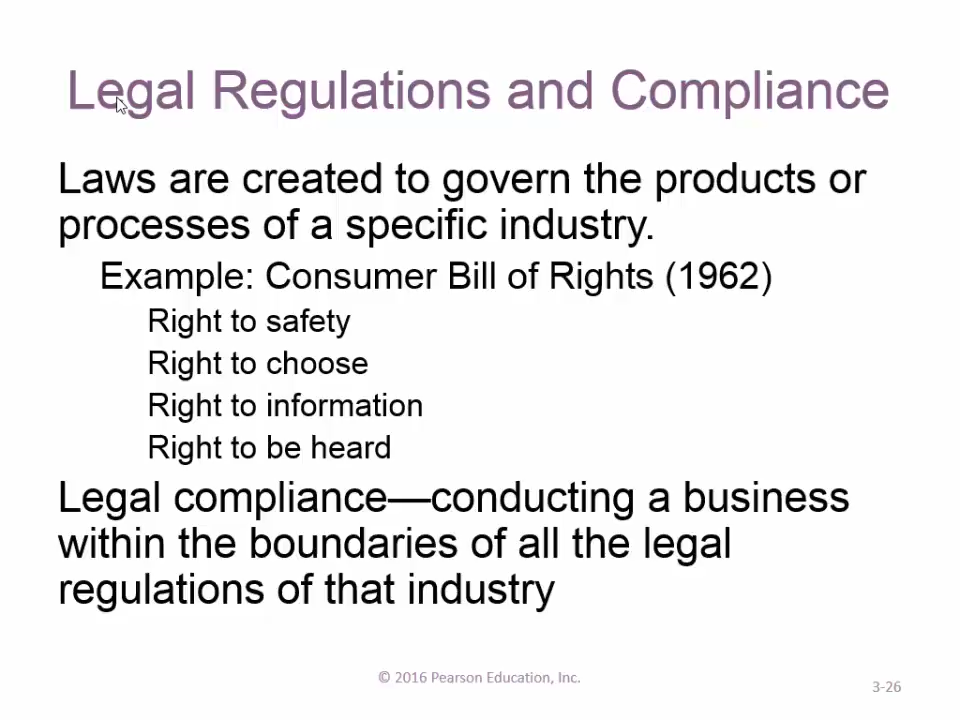 Legal Regulations and Compliance
Laws are created to govern the products or
processes of a specific industry.
Example: Consumer Bill of Rights (1962)
Right to safety
Right to choose
Right to information
Right to be heard
Legal compliance—conducting a business
within the boundaries of all the legal
regulations of that industry
© 2016 Pearson Education, Inc.
3-26